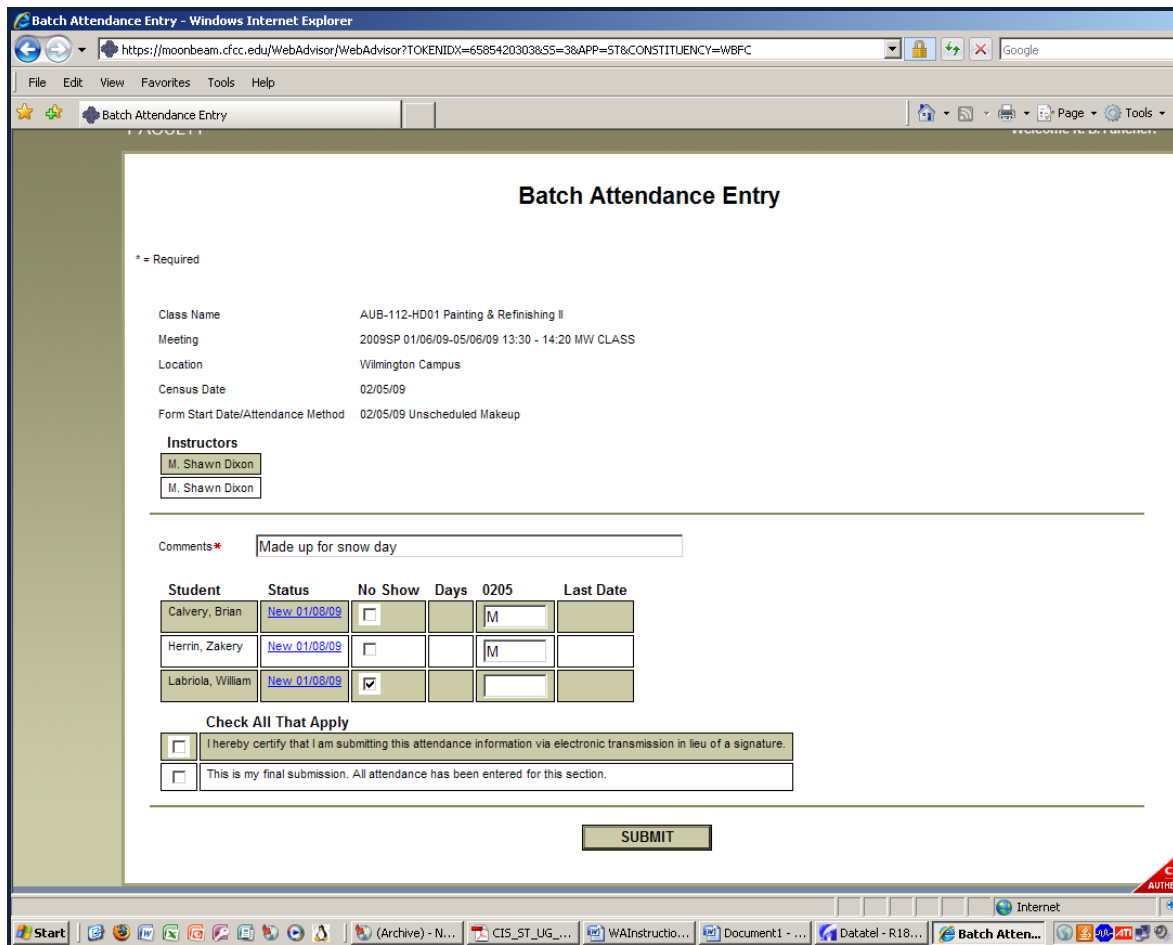 Batch Attendance Entry - Windows Internet Explorer
https://moonbeam.cfcc.edu/WebAdvisor/WebAdvisor?TOKENIDX=6585420303&SS=3&APP=ST&CONSTITUENCY=WBFC Google
File Edit View Favorites Tools Help
Batch Attendance Entry Page Tools
FACULTY
Batch Attendance Entry
* = Required
Class Name AUB-112-HD01 Painting & Refinishing II
Meeting 2009SP 01/06/09-05/06/09 13:30 - 14:20 MW CLASS
Location Wilmington Campus
Census Date 02/05/09
Form Start Date/Attendance Method 02/05/09 Unscheduled Makeup
Instructors
M. Shawn Dixon
M. Shawn Dixon
Comments* Made up for snow day
Student Status No Show Days 0205 Last Date
Calvery, Brian New 01/08/09 M
Herrin, Zakery New 01/08/09 M
Labriola, William New 01/08/09
Check All That Apply
I hereby certify that I am submitting this attendance information via electronic transmission in lieu of a signature.
This is my final submission. All attendance has been entered for this section.
SUBMIT
Internet
Start (Archive) - N... CIS_ST_UG_... WAInstructio... Document1 - ... Datatel - R18... Batch Atten... ATI